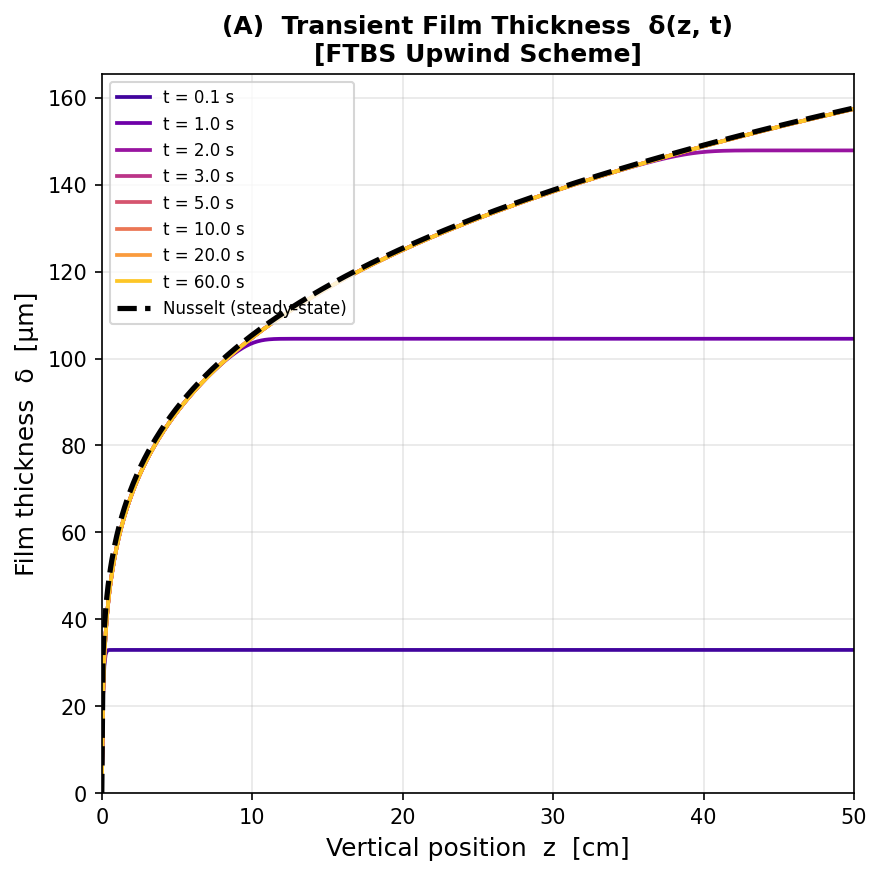 (A)  Transient Film Thickness  δ(z, t)
[FTBS Upwind Scheme]
Film thickness  δ  [μm]
160
140
120
100
80
60
40
20
0
t = 0.1 s
t = 1.0 s
t = 2.0 s
t = 3.0 s
t = 5.0 s
t = 10.0 s
t = 20.0 s
t = 60.0 s
Nusselt (steady-state)
0
10
20
30
40
50
Vertical position  z  [cm]